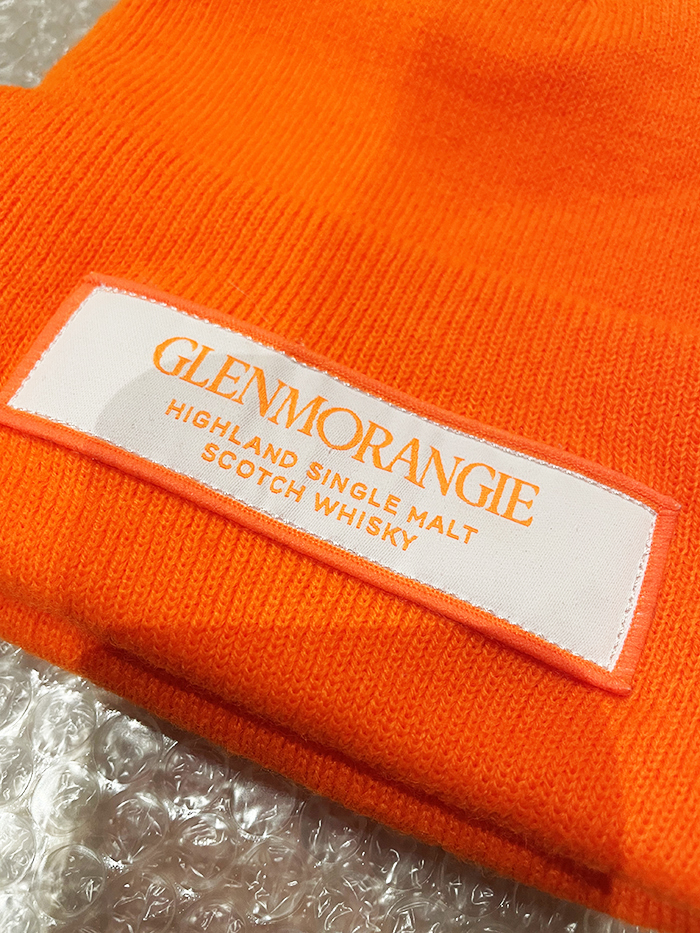 GLENMORANGIE
HIGHLAND SINGLE MALT
SCOTCH WHISKY